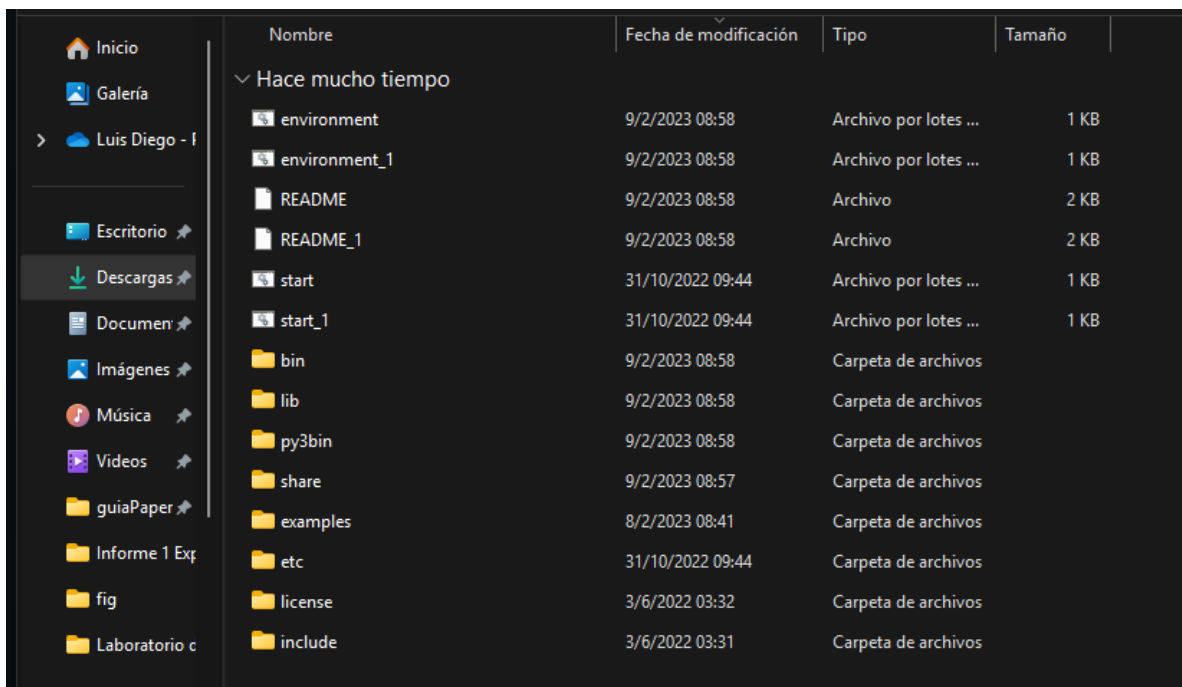 Inicio
Galería
Luis Diego - F
Escritorio
Descargas
Document
Imágenes
Música
Videos
guiaPaper
Informe 1 Exp
fig
Laboratorio c
Nombre Fecha de modificación Tipo Tamaño
Hace mucho tiempo
environment 9/2/2023 08:58 Archivo por lotes ... 1 KB
environment_1 9/2/2023 08:58 Archivo por lotes ... 1 KB
README 9/2/2023 08:58 Archivo 2 KB
README_1 9/2/2023 08:58 Archivo 2 KB
start 31/10/2022 09:44 Archivo por lotes ... 1 KB
start_1 31/10/2022 09:44 Archivo por lotes ... 1 KB
bin 9/2/2023 08:58 Carpeta de archivos
lib 9/2/2023 08:58 Carpeta de archivos
py3bin 9/2/2023 08:58 Carpeta de archivos
share 9/2/2023 08:57 Carpeta de archivos
examples 8/2/2023 08:41 Carpeta de archivos
etc 31/10/2022 09:44 Carpeta de archivos
license 3/6/2022 03:32 Carpeta de archivos
include 3/6/2022 03:31 Carpeta de archivos